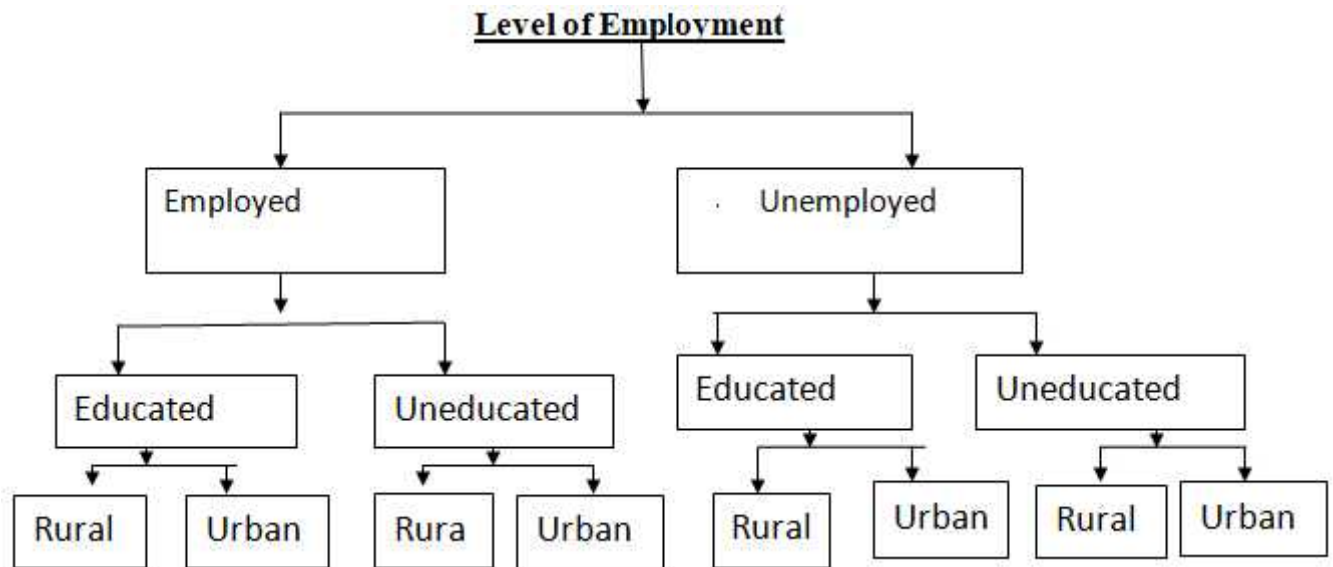 Level of Employment
Employed
. Unemployed
Educated
Uneducated
Educated
Uneducated
Rural
Urban
Rura
Urban
Rural
Urban
Rural
Urban